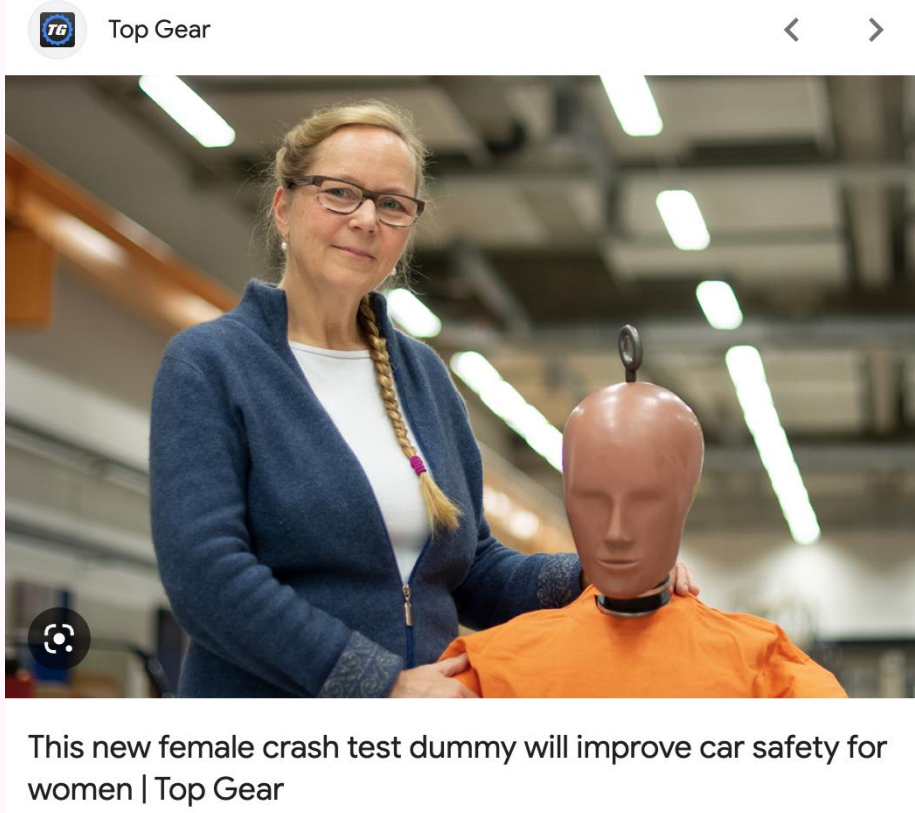 TG
Top Gear
This new female crash test dummy will improve car safety for
women | Top Gear